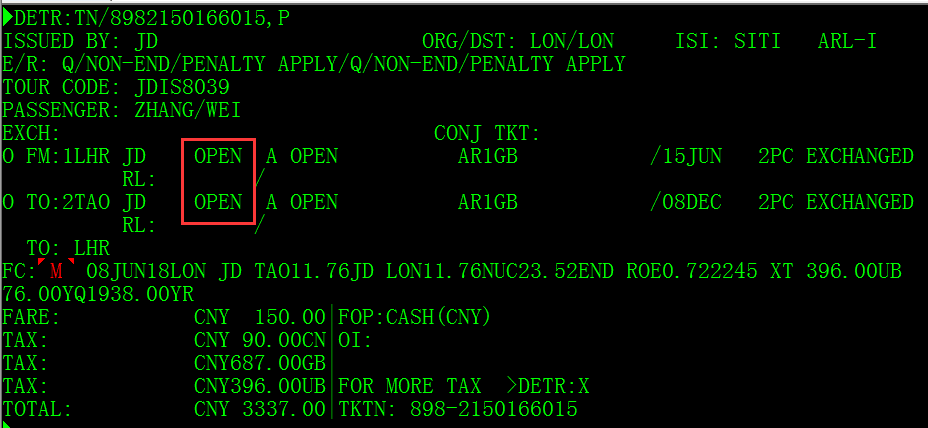 DETR:TN/8982150166015,P
ISSUED BY: JD ORG/DST: LON/LON ISI: SITI ARL-I
E/R: Q/NON-END/PENALTY APPLY/Q/NON-END/PENALTY APPLY
TOUR CODE: JDIS8039
PASSENGER: ZHANG/WEI
EXCH: CONJ TKT:
O FM:1LHR JD OPEN A OPEN AR1GB /15JUN 2PC EXCHANGED
RL: /
O TO:2TAO JD OPEN A OPEN AR1GB /08DEC 2PC EXCHANGED
RL: /
TO: LHR
FC: M 08JUN18LON JD TAO11.76JD LON11.76NUC23.52END ROE0.722245 XT 396.00UB
76.00YQ1938.00YR
FARE: CNY 150.00|FOP:CASH(CNY)
TAX: CNY 90.00CN|OI:
TAX: CNY687.00GB|
TAX: CNY396.00UB|FOR MORE TAX >DETR:X
TOTAL: CNY 3337.00|TKTN: 898-2150166015